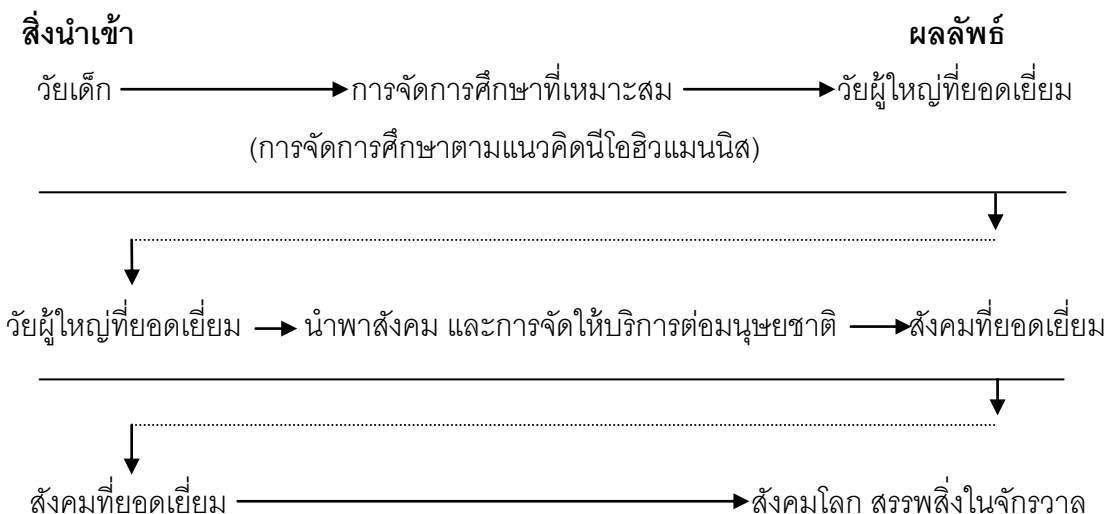 สิ่งนำเข้า ผลลัพธ์
วัยเด็ก การจัดการศึกษาที่เหมาะสม วัยผู้ใหญ่ที่ยอดเยี่ยม
(การจัดการศึกษาตามแนวคิดนีโอฮิวแมนนิส)
วัยผู้ใหญ่ที่ยอดเยี่ยม นำพาสังคม และการจัดให้บริการต่อมนุษยชาติ สังคมที่ยอดเยี่ยม
สังคมที่ยอดเยี่ยม สังคมโลก สรรพสิ่งในจักรวาล